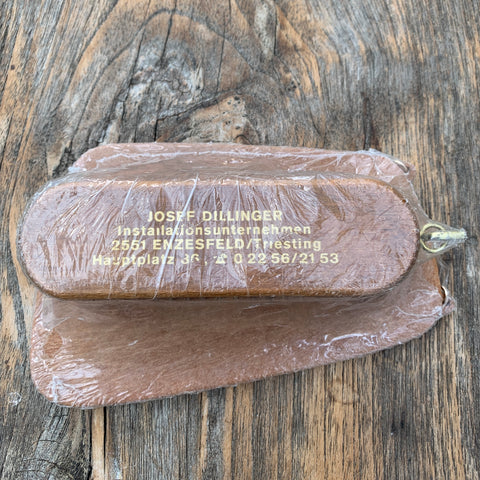 JOSEF DILLINGER
Installationsunternehmen
2551 ENZESFELD/Triesting
Hauptplatz 36, ☎ 0 22 56/21 53